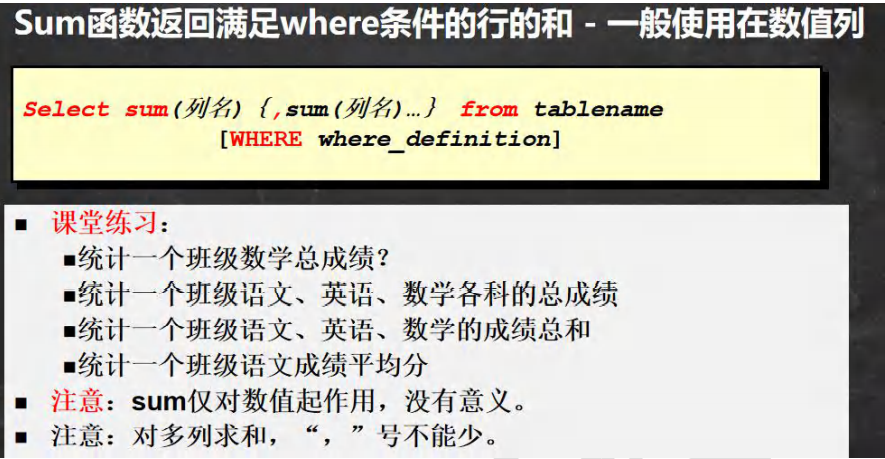 Sum函数返回满足where条件的行的和 - 一般使用在数值列
Select sum(列名) {,sum(列名)…} from tablename
[WHERE where_definition]
■ 课堂练习：
■统计一个班级数学总成绩？
■统计一个班级语文、英语、数学各科的总成绩
■统计一个班级语文、英语、数学的成绩总和
■统计一个班级语文成绩平均分
■ 注意：sum仅对数值起作用，没有意义。
■ 注意：对多列求和，“，”号不能少。